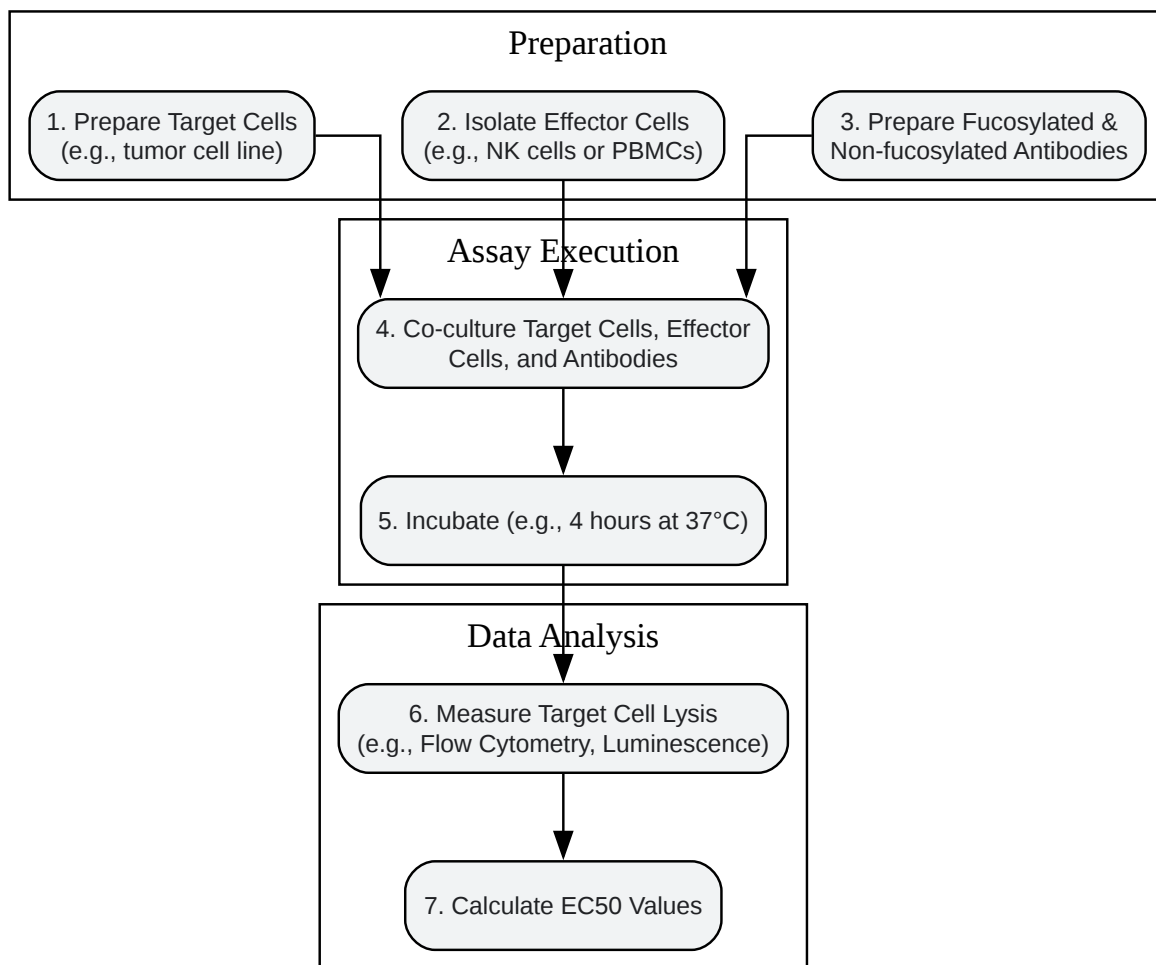 Preparation
1. Prepare Target Cells
(e.g., tumor cell line)
2. Isolate Effector Cells
(e.g., NK cells or PBMCs)
3. Prepare Fucosylated &
Non-fucosylated Antibodies
Assay Execution
4. Co-culture Target Cells, Effector
Cells, and Antibodies
5. Incubate (e.g., 4 hours at 37°C)
Data Analysis
6. Measure Target Cell Lysis
(e.g., Flow Cytometry, Luminescence)
7. Calculate EC50 Values